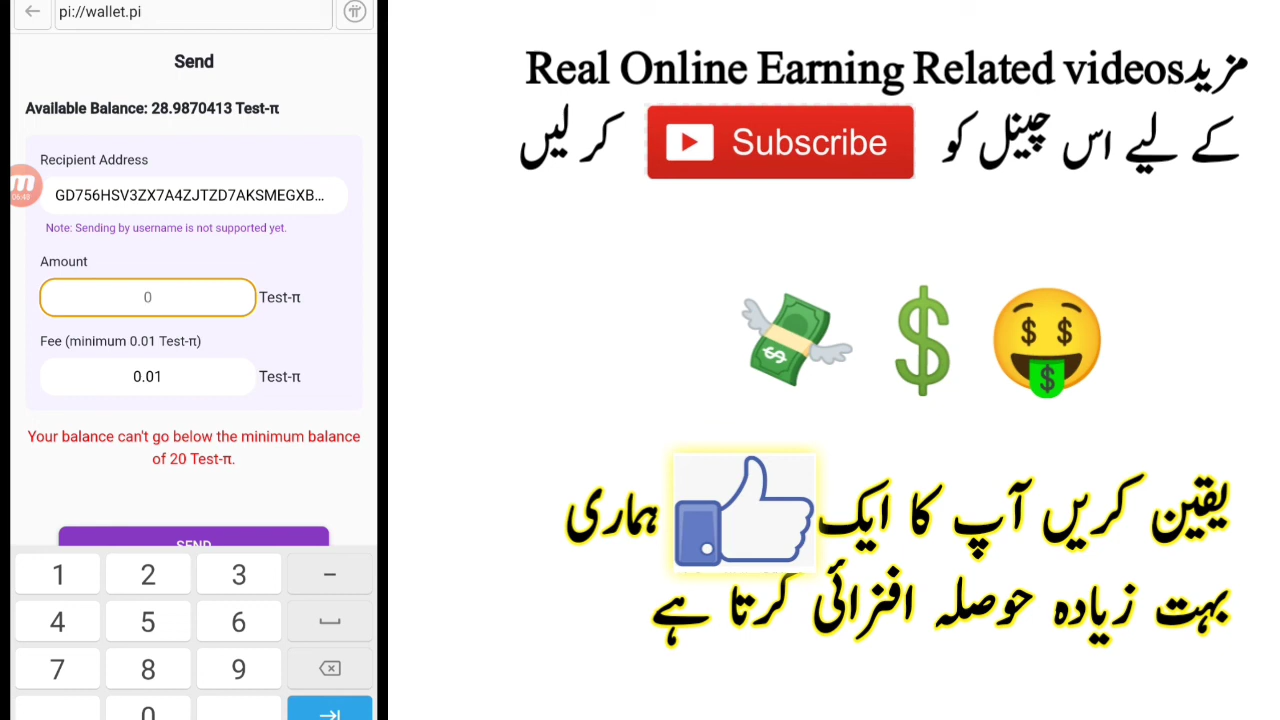 pi://wallet.pi
Send
Available Balance: 28.9870413 Test-π
Recipient Address
GD756HSV3ZX7A4ZJTZD7AKSMEGXB...
06:40
Note: Sending by username is not supported yet.
Amount
0 Test-π
Fee (minimum 0.01 Test-π)
0.01 Test-π
Your balance can't go below the minimum balance
of 20 Test-π.
SEND
1 2 3 −
4 5 6
7 8 9
0
مزید Real Online Earning Related videos
کے لیے اس چینل کو Subscribe کر لیں
یقین کریں آپ کا ایک ہماری
بہت زیادہ حوصلہ افزائی کرتا ہے